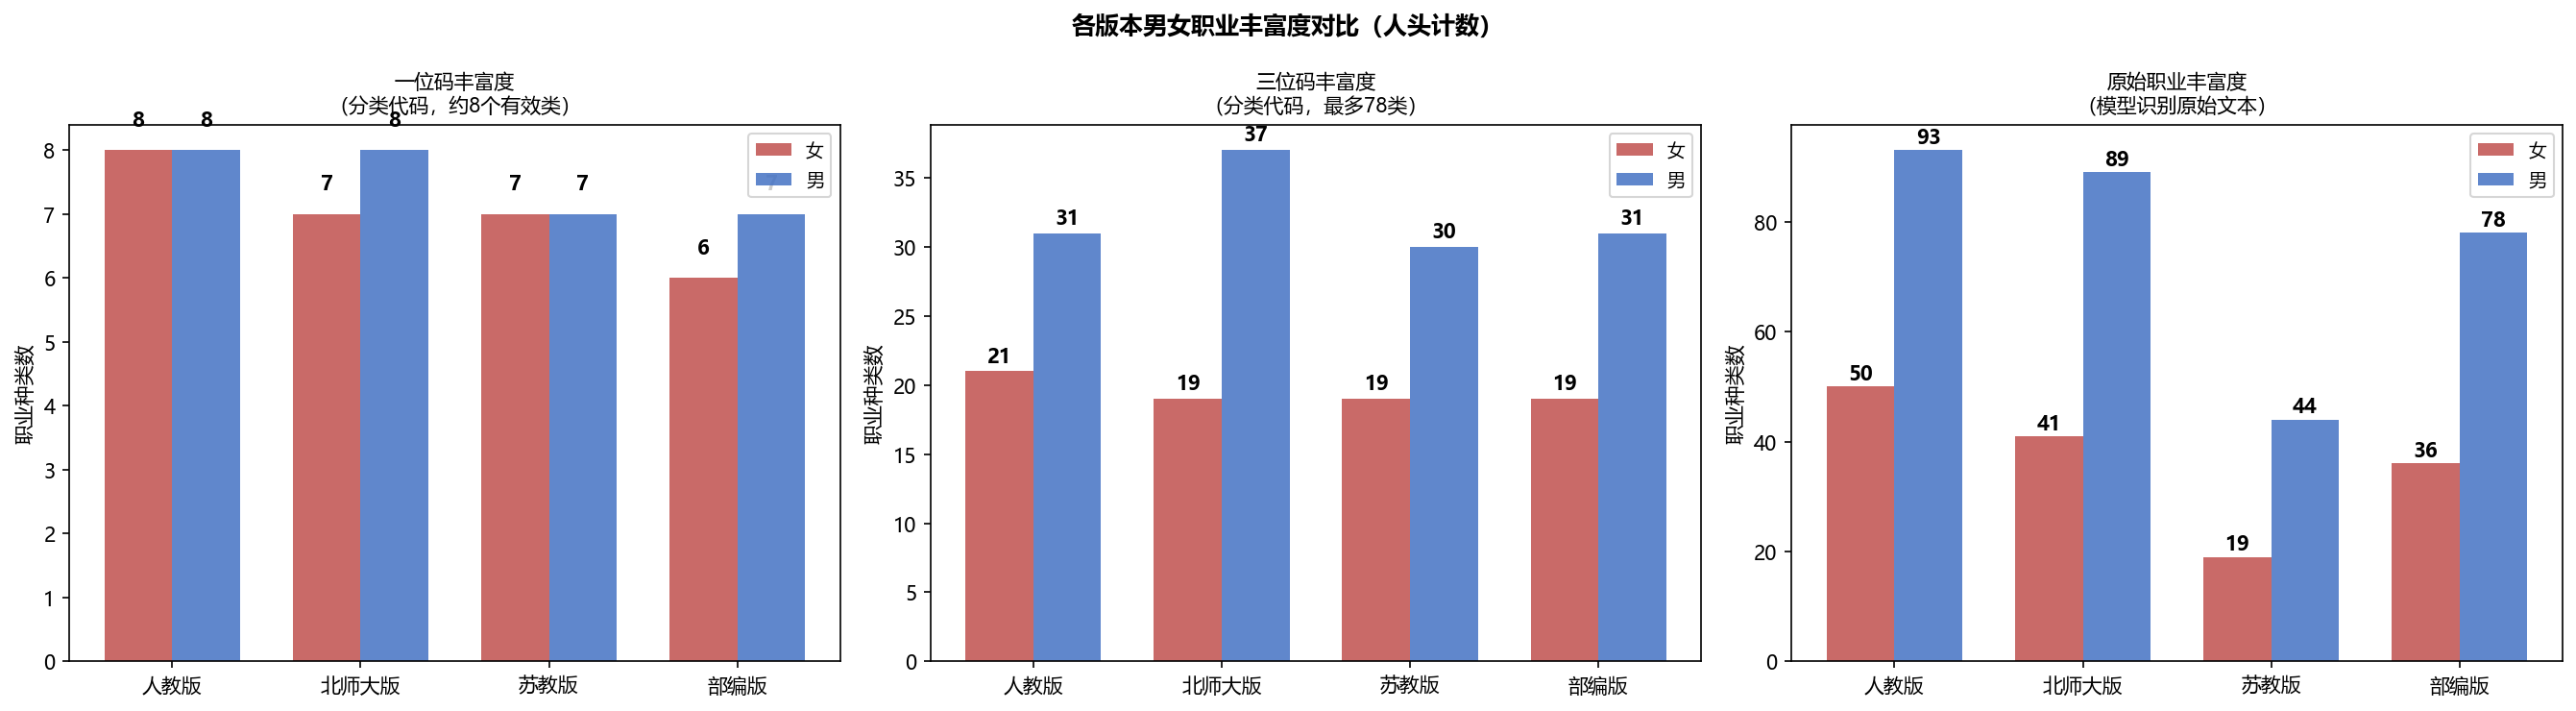 各版本男女职业丰富度对比（人头计数）
一位码丰富度
（分类代码，约8个有效类）
职业种类数
8
7
6
5
4
3
2
1
0
8 8
7 8
7 7
6 7
女
男
人教版 北师大版 苏教版 部编版
三位码丰富度
（分类代码，最多78类）
职业种类数
35
30
25
20
15
10
5
0
21 31
19 37
19 30
19 31
女
男
人教版 北师大版 苏教版 部编版
原始职业丰富度
（模型识别原始文本）
职业种类数
80
60
40
20
0
50 93
41 89
19 44
36 78
女
男
人教版 北师大版 苏教版 部编版